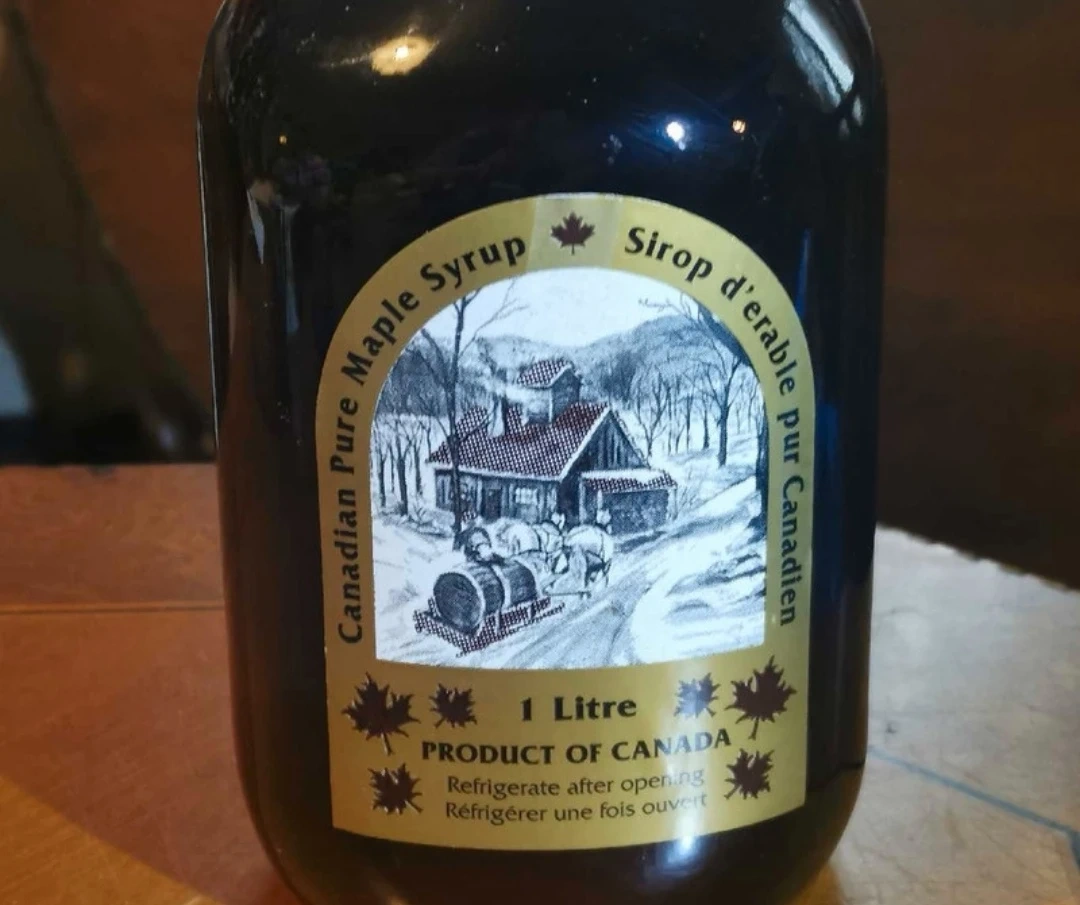 Canadian Pure Maple Syrup
Sirop d'erable pur Canadien
1 Litre
PRODUCT OF CANADA
Refrigerate after opening
Réfrigérer une fois ouvert